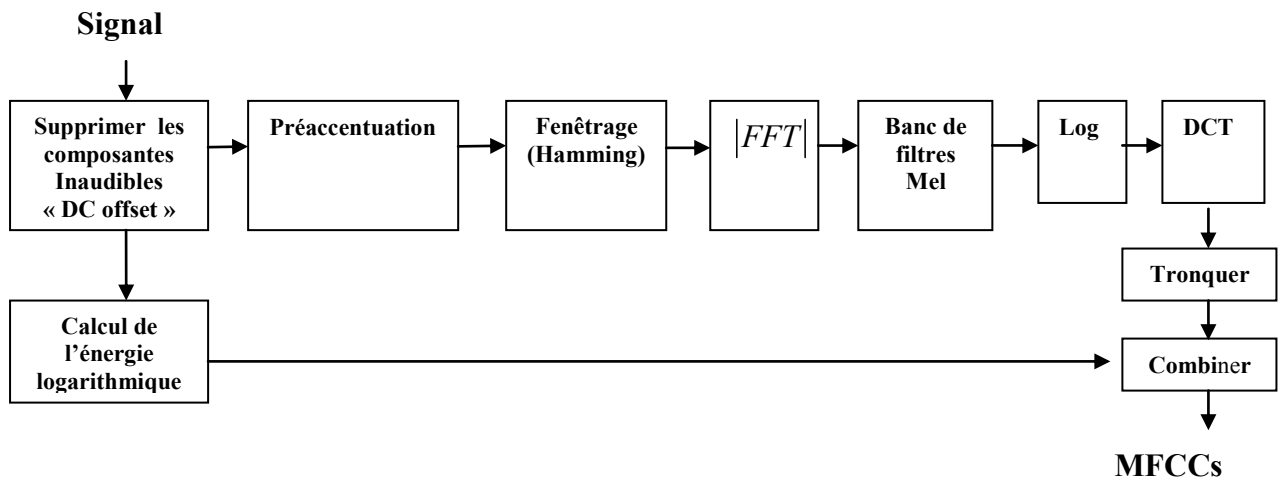 Signal
Supprimer les
composantes
Inaudibles
« DC offset »
Préaccentuation
Fenêtrage
(Hamming)
|FFT|
Banc de
filtres
Mel
Log
DCT
Tronquer
Calcul de
l’énergie
logarithmique
Combiner
MFCCs